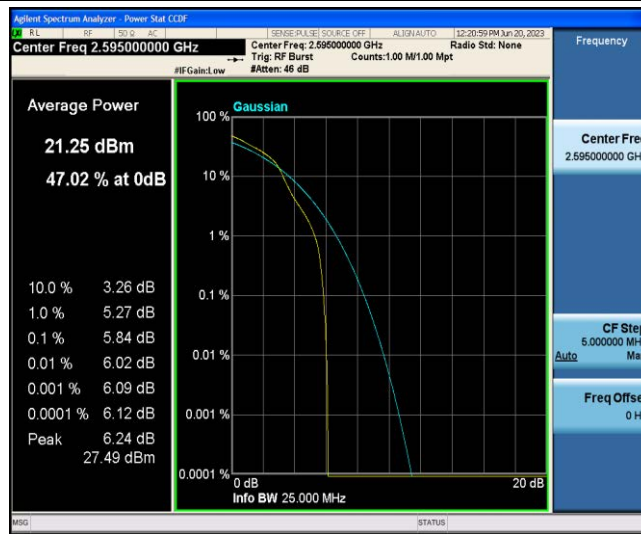 Agilent Spectrum Analyzer - Power Stat CCDF
RL RF 50 Ω AC SENSE:PULSE SOURCE OFF ALIGN AUTO 12:20:59 PM Jun 20, 2023
Center Freq 2.595000000 GHz
Center Freq: 2.595000000 GHz Radio Std: None
Trig: RF Burst Counts:1.00 M/1.00 Mpt
#IFGain:Low #Atten: 46 dB
Frequency
Average Power
21.25 dBm
47.02 % at 0dB
10.0 % 3.26 dB
1.0 % 5.27 dB
0.1 % 5.84 dB
0.01 % 6.02 dB
0.001 % 6.09 dB
0.0001 % 6.12 dB
Peak 6.24 dB
27.49 dBm
Gaussian
100 %
10 %
1 %
0.1 %
0.01 %
0.001 %
0.0001 %
0 dB 20 dB
Info BW 25.000 MHz
Center Fre
2.595000000 GH
CF Ste
5.000000 MH
Auto Ma
Freq Offse
0 H
MSG STATUS